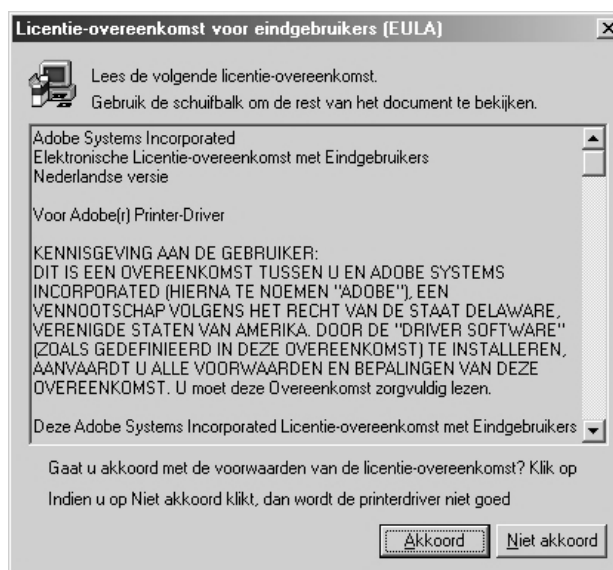 Licentie-overeenkomst voor eindgebruikers (EULA)
Lees de volgende licentie-overeenkomst.
Gebruik de schuifbalk om de rest van het document te bekijken.
Adobe Systems Incorporated
Elektronische Licentie-overeenkomst met Eindgebruikers
Nederlandse versie
Voor Adobe(r) Printer-Driver
KENNISGEVING AAN DE GEBRUIKER:
DIT IS EEN OVEREENKOMST TUSSEN U EN ADOBE SYSTEMS
INCORPORATED (HIERNA TE NOEMEN "ADOBE"), EEN
VENNOOTSCHAP VOLGENS HET RECHT VAN DE STAAT DELAWARE,
VERENIGDE STATEN VAN AMERIKA. DOOR DE "DRIVER SOFTWARE"
(ZOALS GEDEFINIEERD IN DEZE OVEREENKOMST) TE INSTALLEREN,
AANVAARDT U ALLE VOORWAARDEN EN BEPALINGEN VAN DEZE
OVEREENKOMST. U moet deze Overeenkomst zorgvuldig lezen.
Deze Adobe Systems Incorporated Licentie-overeenkomst met Eindgebruikers
Gaat u akkoord met de voorwaarden van de licentie-overeenkomst? Klik op
Indien u op Niet akkoord klikt, dan wordt de printerdriver niet goed
Akkoord
Niet akkoord